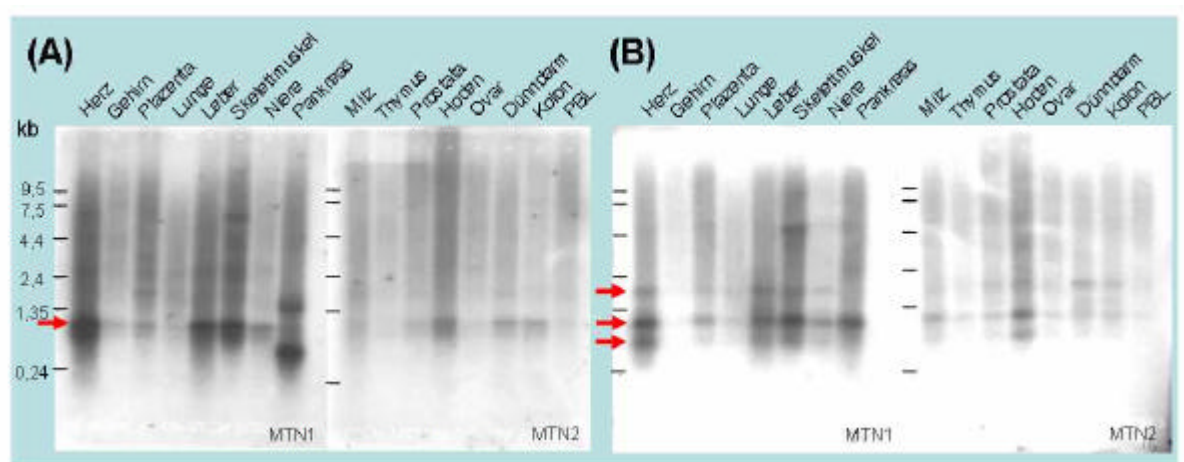 (A)
Herz
Gehirn
Plazenta
Lunge
Leber
Skelettmuskel
Niere
Pankreas
Milz
Thymus
Prostata
Hoden
Ovar
Dünndarm
Kolon
PBL
kb
9,5
7,5
4,4
2,4
1,35
0,24
MTN1
MTN2
(B)
Herz
Gehirn
Plazenta
Lunge
Leber
Skelettmuskel
Niere
Pankreas
Milz
Thymus
Prostata
Hoden
Ovar
Dünndarm
Kolon
PBL
MTN1
MTN2